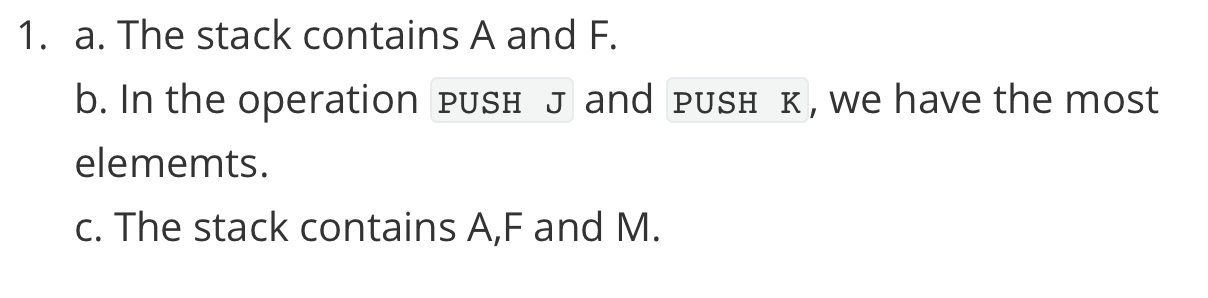 1. a. The stack contains A and F.
b. In the operation PUSH J and PUSH K, we have the most
elememts.
c. The stack contains A,F and M.